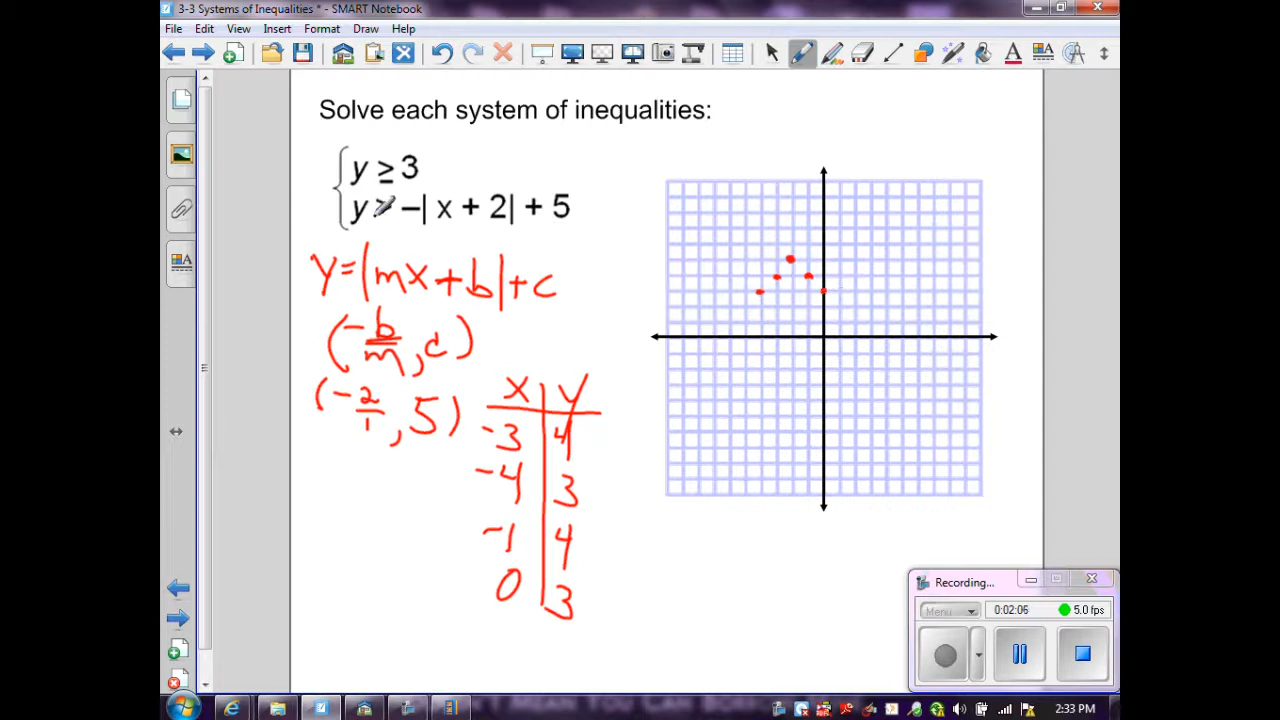 3-3 Systems of Inequalities * - SMART Notebook
File Edit View Insert Format Draw Help
Solve each system of inequalities:
y ≥ 3
y > –| x + 2| + 5
y=|mx+b|+c
(-b/m, c)
(-2/1, 5)
x y
-3 4
-4 3
-1 4
0 3
Recording...
Menu 0:02:06 5.0 fps
2:33 PM